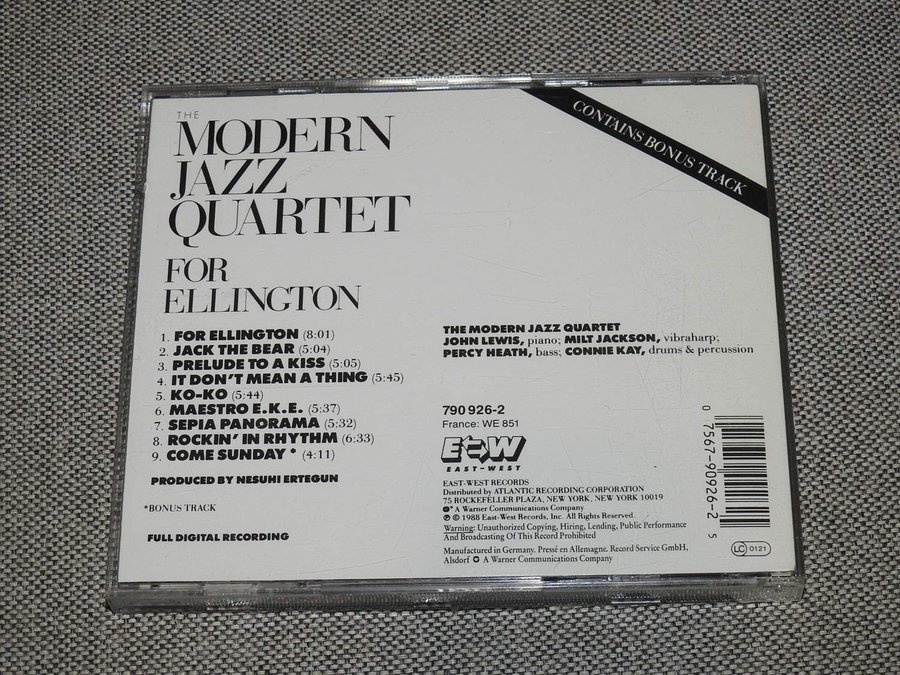 THE
MODERN
JAZZ
QUARTET
FOR
ELLINGTON
CONTAINS BONUS TRACK
1. FOR ELLINGTON (8:01)
2. JACK THE BEAR (5:04)
3. PRELUDE TO A KISS (5:05)
4. IT DON'T MEAN A THING (5:45)
5. KO-KO (5:44)
6. MAESTRO E.K.E. (5:37)
7. SEPIA PANORAMA (5:32)
8. ROCKIN' IN RHYTHM (6:33)
9. COME SUNDAY * (4:11)
PRODUCED BY NESUHI ERTEGUN
*BONUS TRACK
FULL DIGITAL RECORDING
THE MODERN JAZZ QUARTET
JOHN LEWIS, piano; MILT JACKSON, vibraharp;
PERCY HEATH, bass; CONNIE KAY, drums & percussion
790 926-2
France: WE 851
E W
EAST-WEST
EAST-WEST RECORDS
Distributed by ATLANTIC RECORDING CORPORATION
75 ROCKEFELLER PLAZA, NEW YORK, NEW YORK 10019
* A Warner Communications Company
℗ © 1988 East-West Records, Inc. All Rights Reserved.
Warning: Unauthorized Copying, Hiring, Lending, Public Performance
And Broadcasting Of This Record Prohibited
Manufactured in Germany. Pressé en Allemagne. Record Service GmbH,
Alsdorf A Warner Communications Company
0 7567-90926-2 5
LC 0121